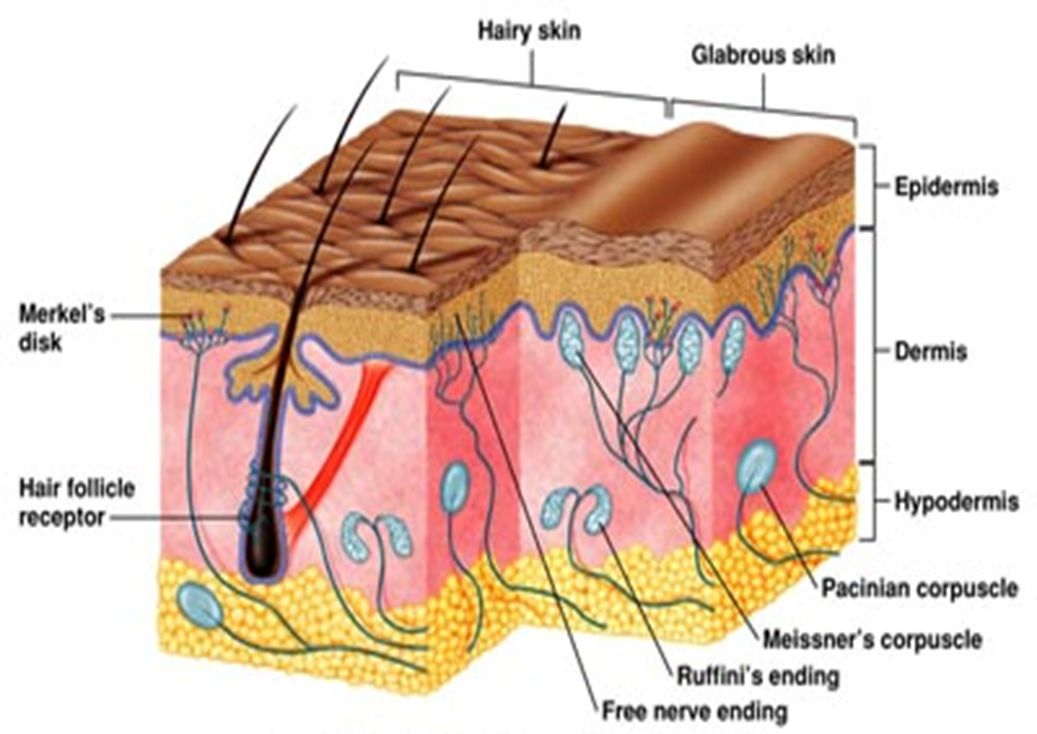 Hairy skin
Glabrous skin
Epidermis
Merkel's
disk
Dermis
Hair follicle
receptor
Hypodermis
Pacinian corpuscle
Meissner's corpuscle
Ruffini's ending
Free nerve ending